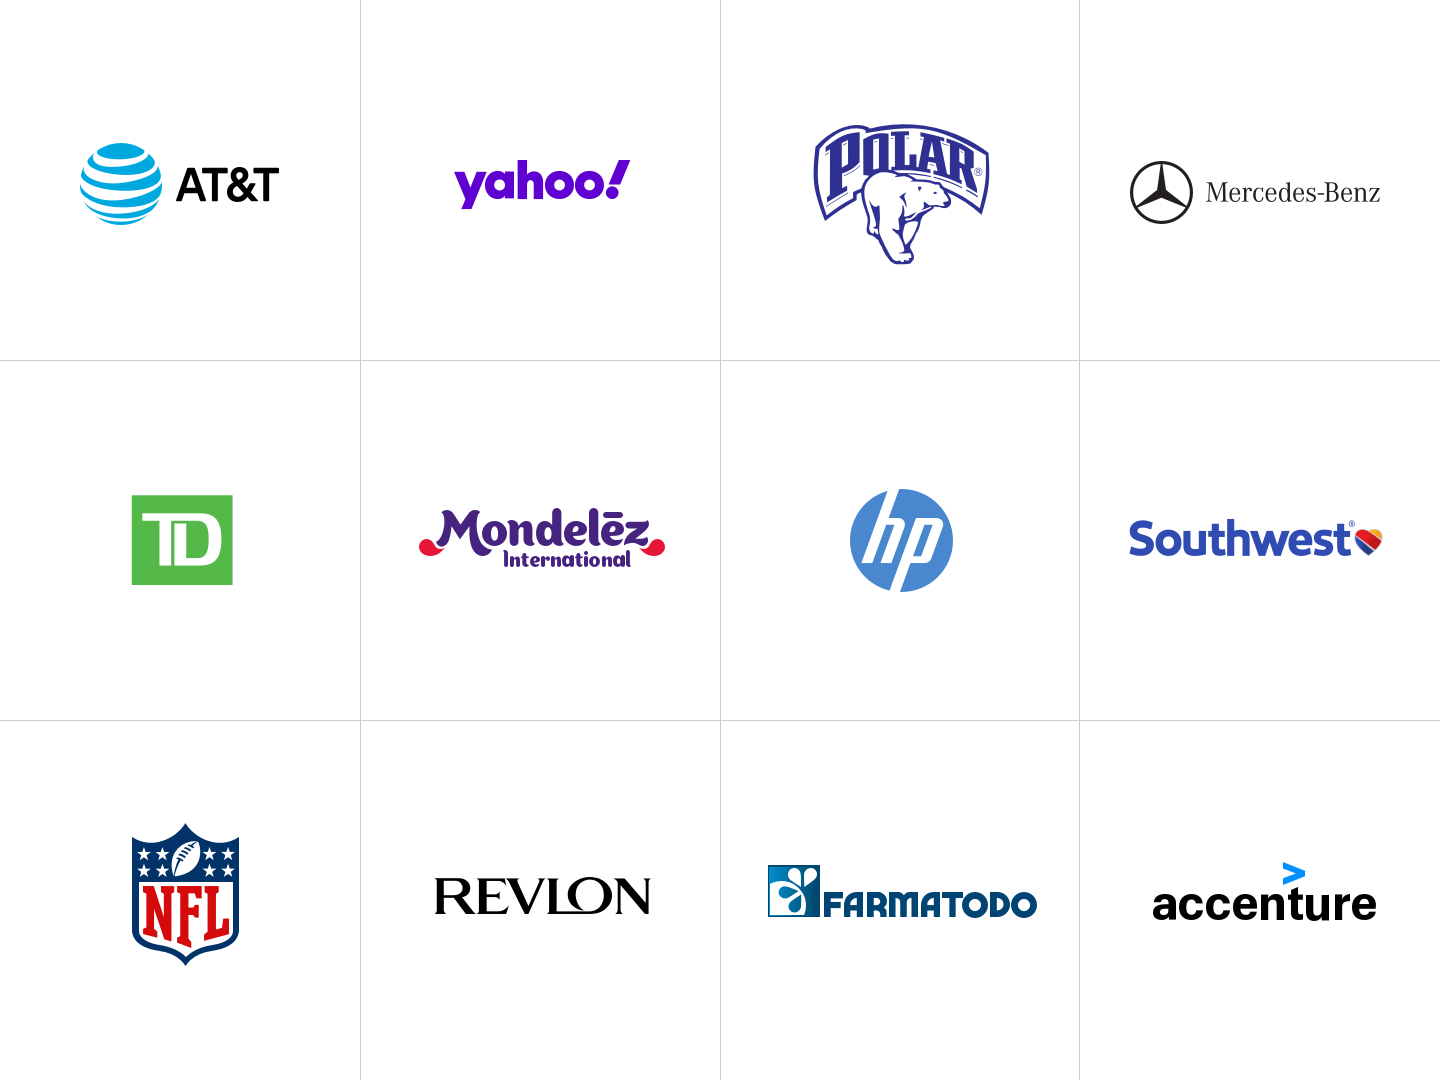 AT&T
yahoo!
POLAR®
Mercedes-Benz
TD
Mondelēz
International
hp
Southwest®
NFL
REVLON
FARMATODO
accenture